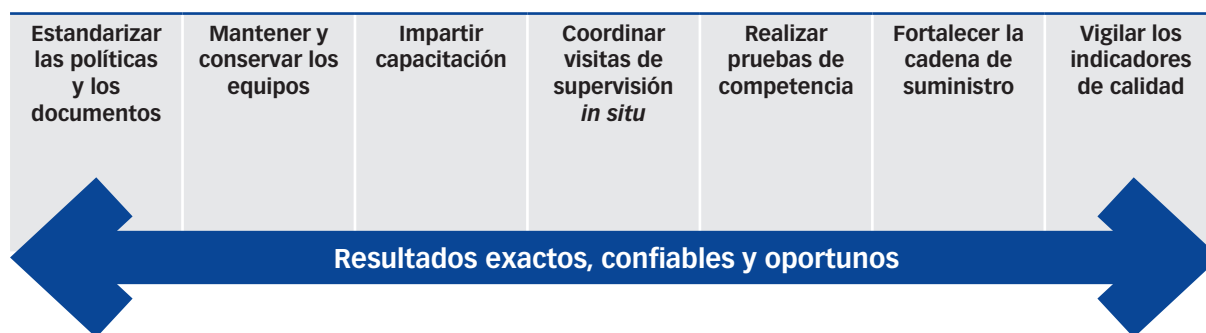 Estandarizar
las políticas
y los
documentos
Mantener y
conservar los
equipos
Impartir
capacitación
Coordinar
visitas de
supervisión
in situ
Realizar
pruebas de
competencia
Fortalecer la
cadena de
suministro
Vigilar los
indicadores
de calidad
Resultados exactos, confiables y oportunos